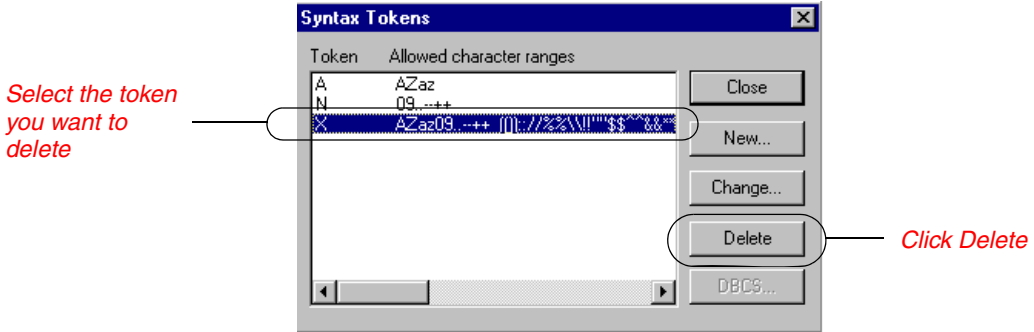 Syntax Tokens
Token Allowed character ranges
A AZaz
N 09..--++
X AZaz09..--++ [[]]::///%%\\!!""$$^^&&**
Close
New...
Change...
Delete
DBCS...
Select the token
you want to
delete
Click Delete